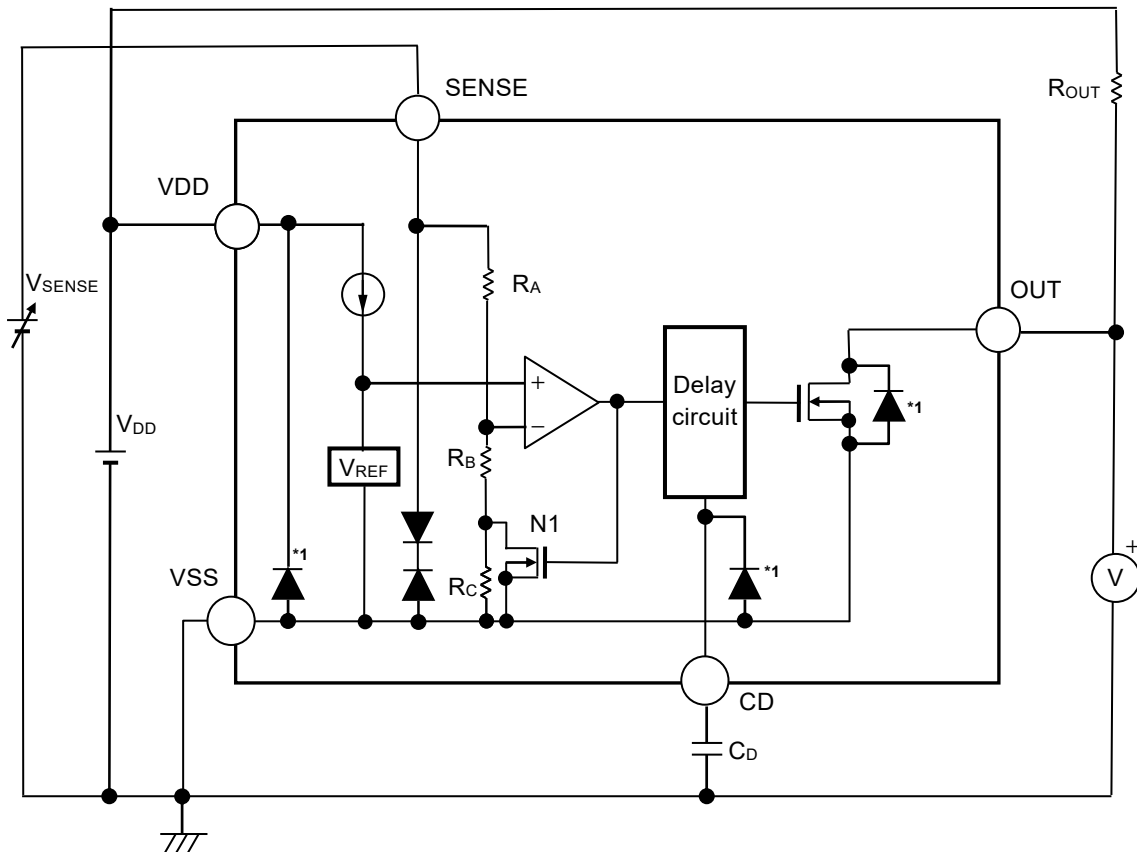 SENSE
ROUT
VDD
VSENSE
RA
OUT
+
−
Delay
circuit
*1
VDD
RB
VREF
N1
+
V
*1
*1
VSS
RC
CD
CD